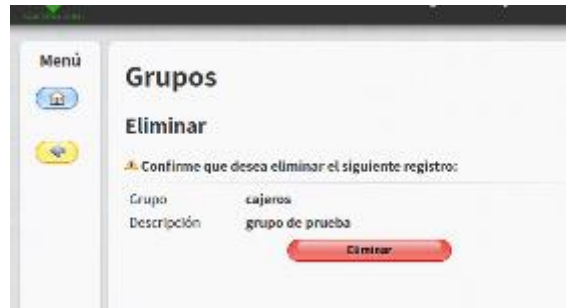 Menú
Grupos
Eliminar
Confirme que desea eliminar el siguiente registro:
Grupo cajeros
Descripción grupo de prueba
Eliminar